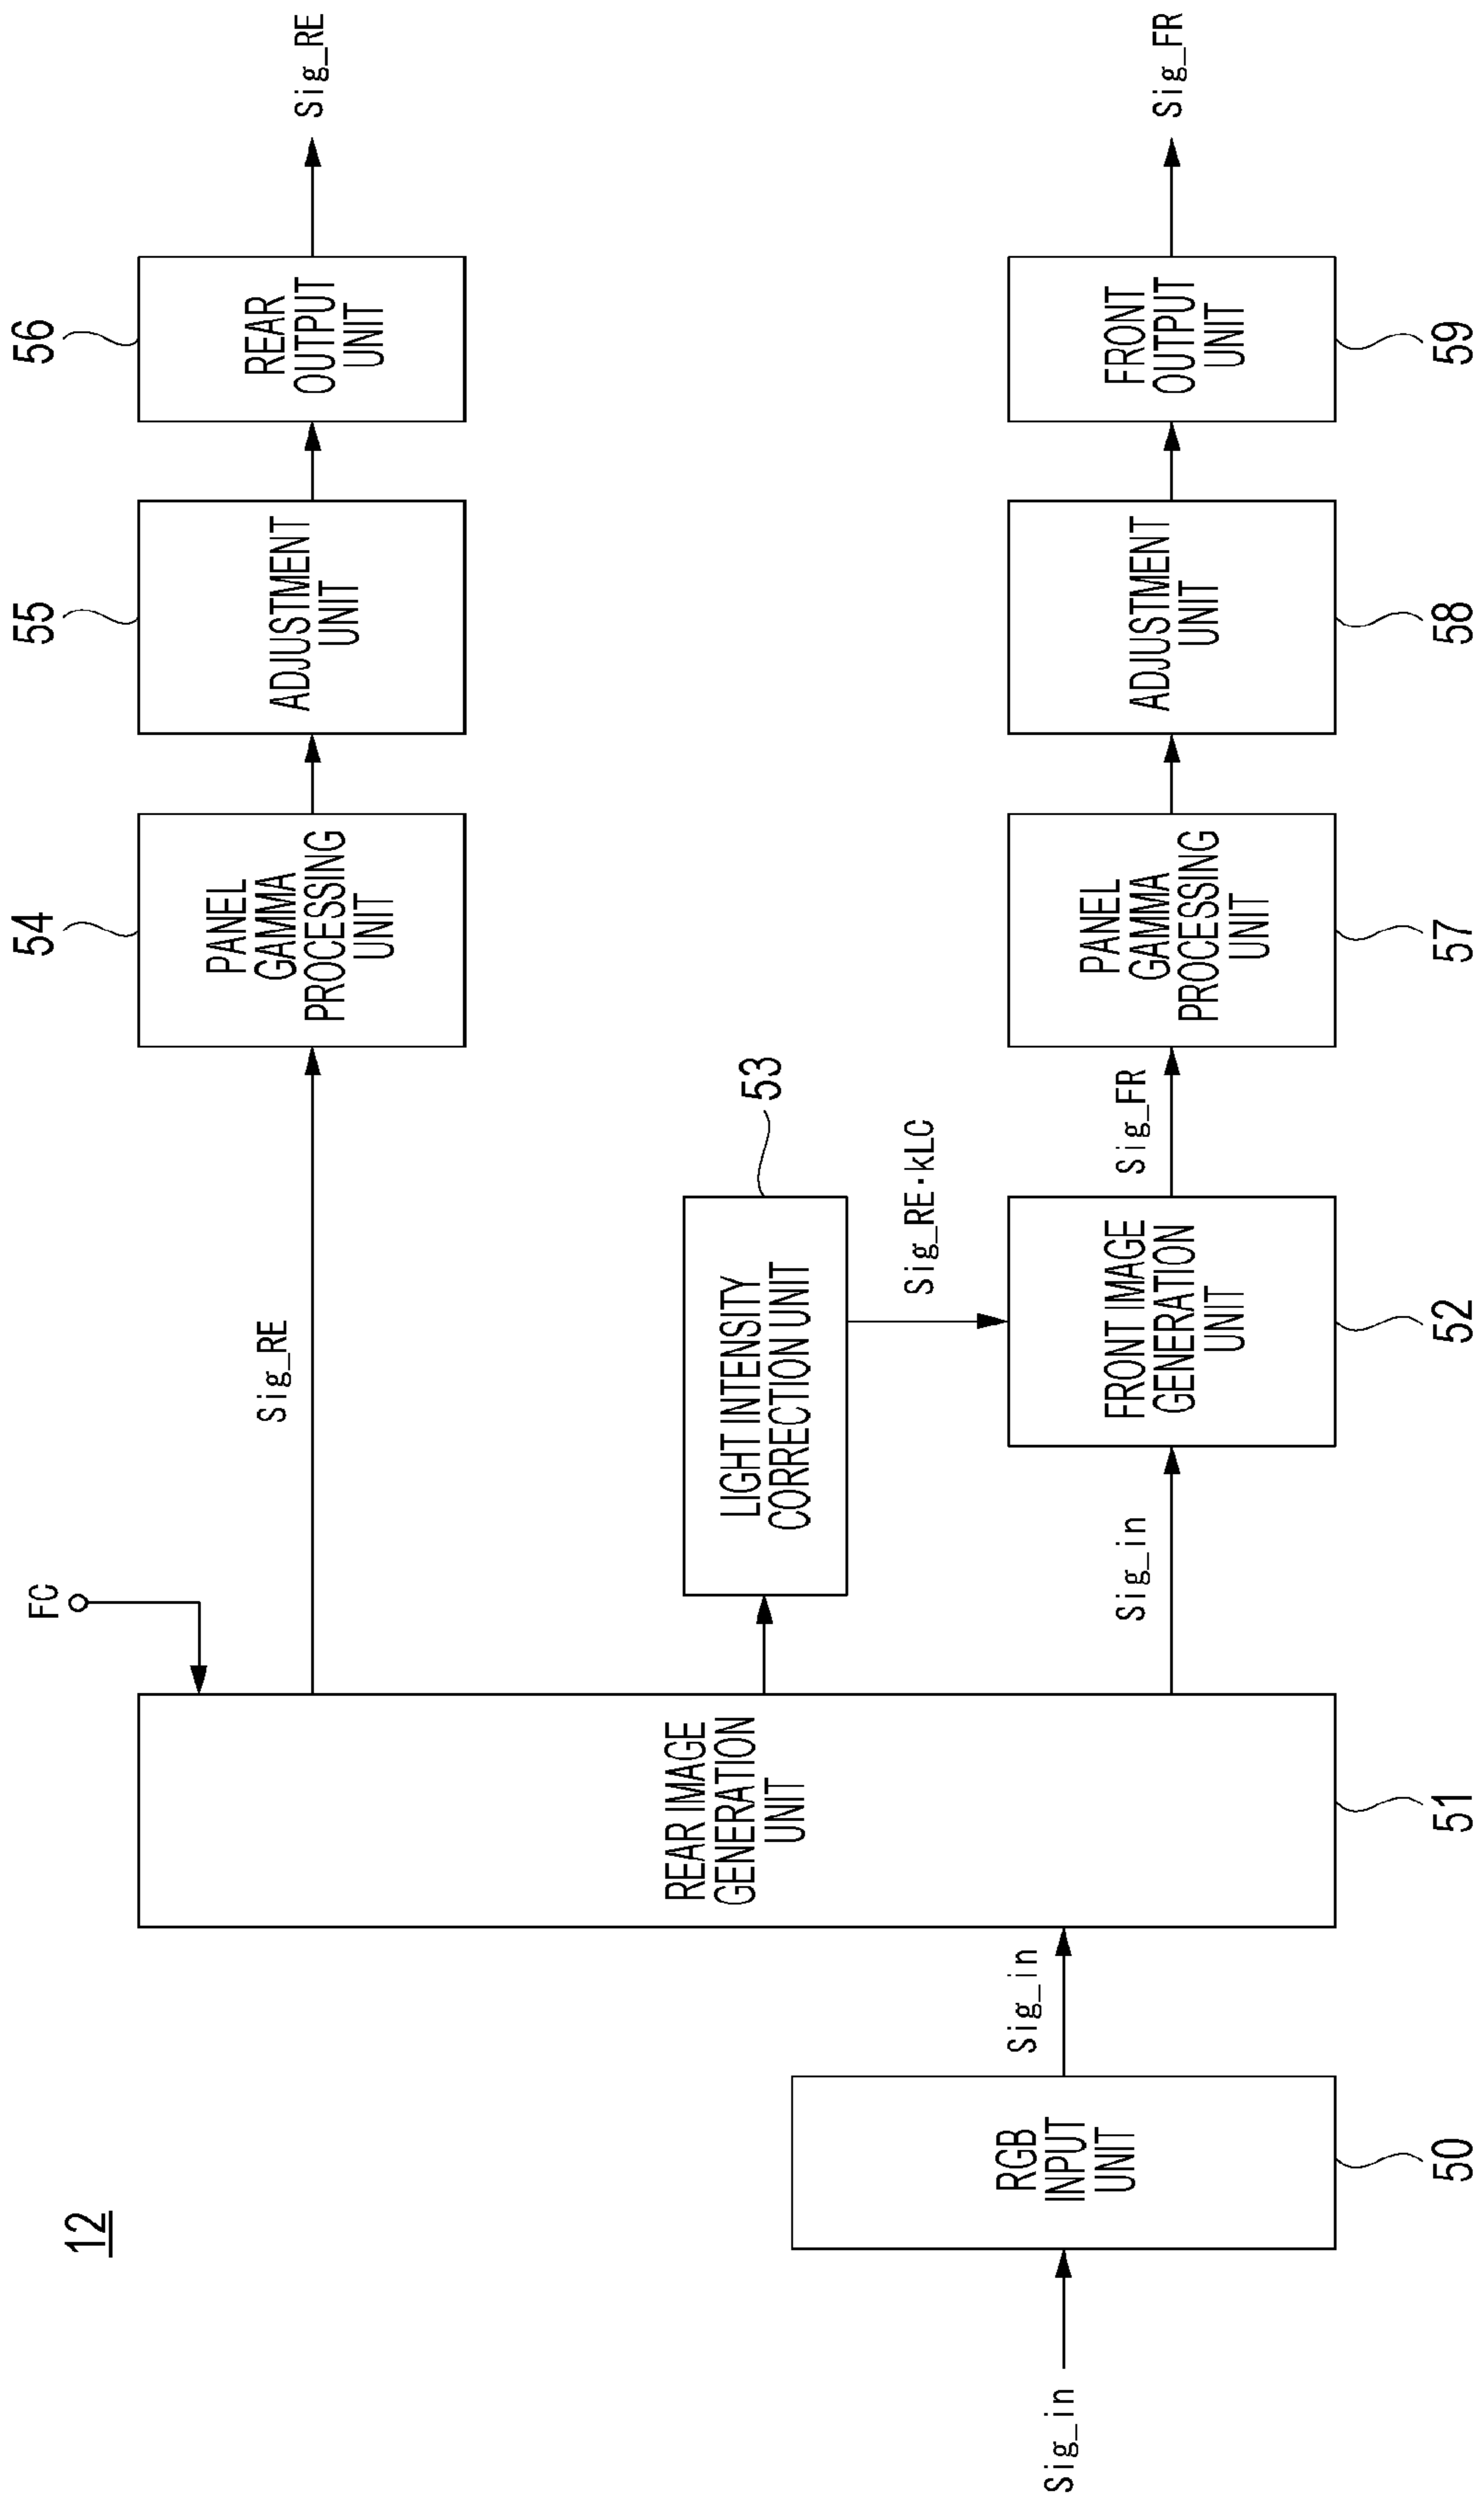 12
FC
Sig_in
RGB
INPUT
UNIT
50
Sig_in
REAR IMAGE
GENERATION
UNIT
51
Sig_RE
LIGHT INTENSITY
CORRECTION UNIT
53
Sig_RE・kLC
Sig_in
FRONT IMAGE
GENERATION
UNIT
52
Sig_FR
54
PANEL
GAMMA
PROCESSING
UNIT
55
ADJUSTMENT
UNIT
56
REAR
OUTPUT
UNIT
Sig_RE
PANEL
GAMMA
PROCESSING
UNIT
57
ADJUSTMENT
UNIT
58
FRONT
OUTPUT
UNIT
59
Sig_FR